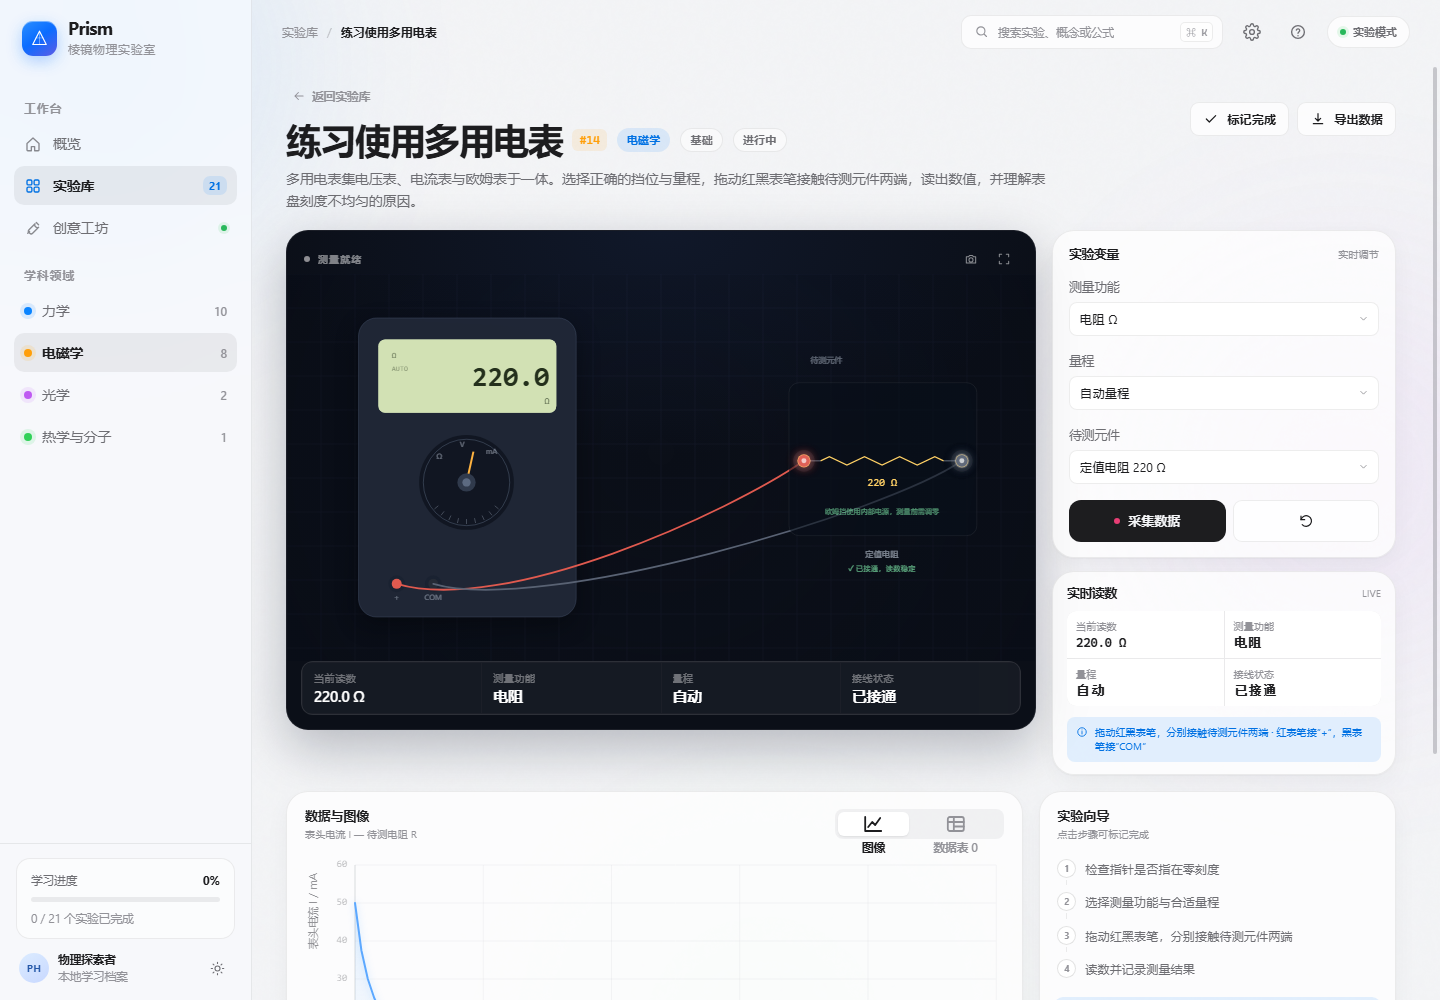 Prism
棱镜物理实验室
工作台
概览
实验库
21
创意工坊
学科领域
力学
10
电磁学
8
光学
2
热学与分子
1
学习进度
0%
0 / 21 个实验已完成
PH
物理探索者
本地学习档案
实验库 / 练习使用多用电表
搜索实验、概念或公式
⌘ K
实验模式
← 返回实验库
练习使用多用电表
#14
电磁学
基础
进行中
标记完成
导出数据
多用电表集电压表、电流表与欧姆表于一体。选择正确的挡位与量程，拖动红黑表笔接触待测元件两端，读出数值，并理解表
盘刻度不均匀的原因。
测量就绪
Ω
AUTO
220.0
Ω
Ω
V
mA
+
COM
待测元件
220 Ω
欧姆挡使用内部电源，测量前需调零
定值电阻
✓ 已接通，读数稳定
当前读数
220.0 Ω
测量功能
电阻
量程
自动
接线状态
已接通
实验变量
实时调节
测量功能
电阻 Ω
量程
自动量程
待测元件
定值电阻 220 Ω
采集数据
实时读数
LIVE
当前读数
220.0 Ω
测量功能
电阻
量程
自动
接线状态
已接通
拖动红黑表笔，分别接触待测元件两端 · 红表笔接“+”，黑表
笔接“COM”
数据与图像
表头电流 I — 待测电阻 R
图像
数据表 0
表头电流 I / mA
60
50
40
30
实验向导
点击步骤可标记完成
1
检查指针是否指在零刻度
2
选择测量功能与合适量程
3
拖动红黑表笔，分别接触待测元件两端
4
读数并记录测量结果